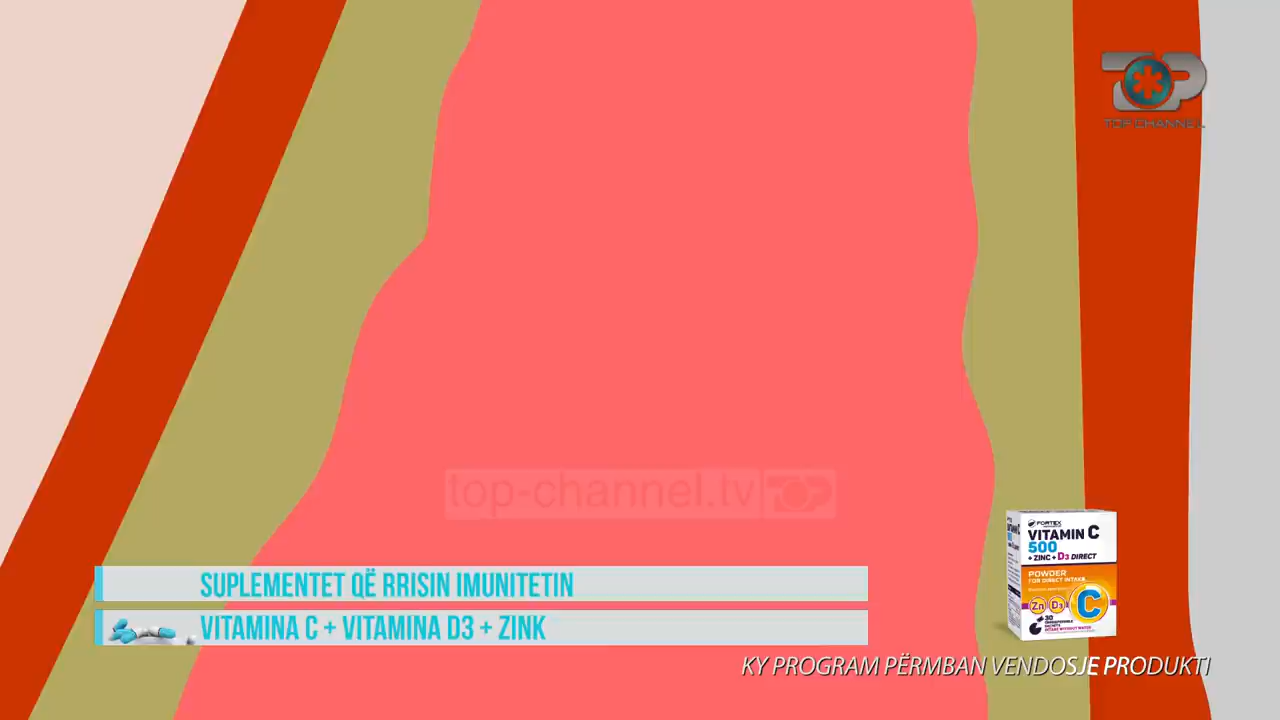 TOP CHANNEL
top-channel.tv
FORTEX
VITAMIN C
500
+ ZINC + D3 DIRECT
POWDER
FOR DIRECT INTAKE
Zn D3 C
30
SUPLEMENTET QË RRISIN IMUNITETIN
VITAMINA C + VITAMINA D3 + ZINK
KY PROGRAM PËRMBAN VENDOSJE PRODUKTI